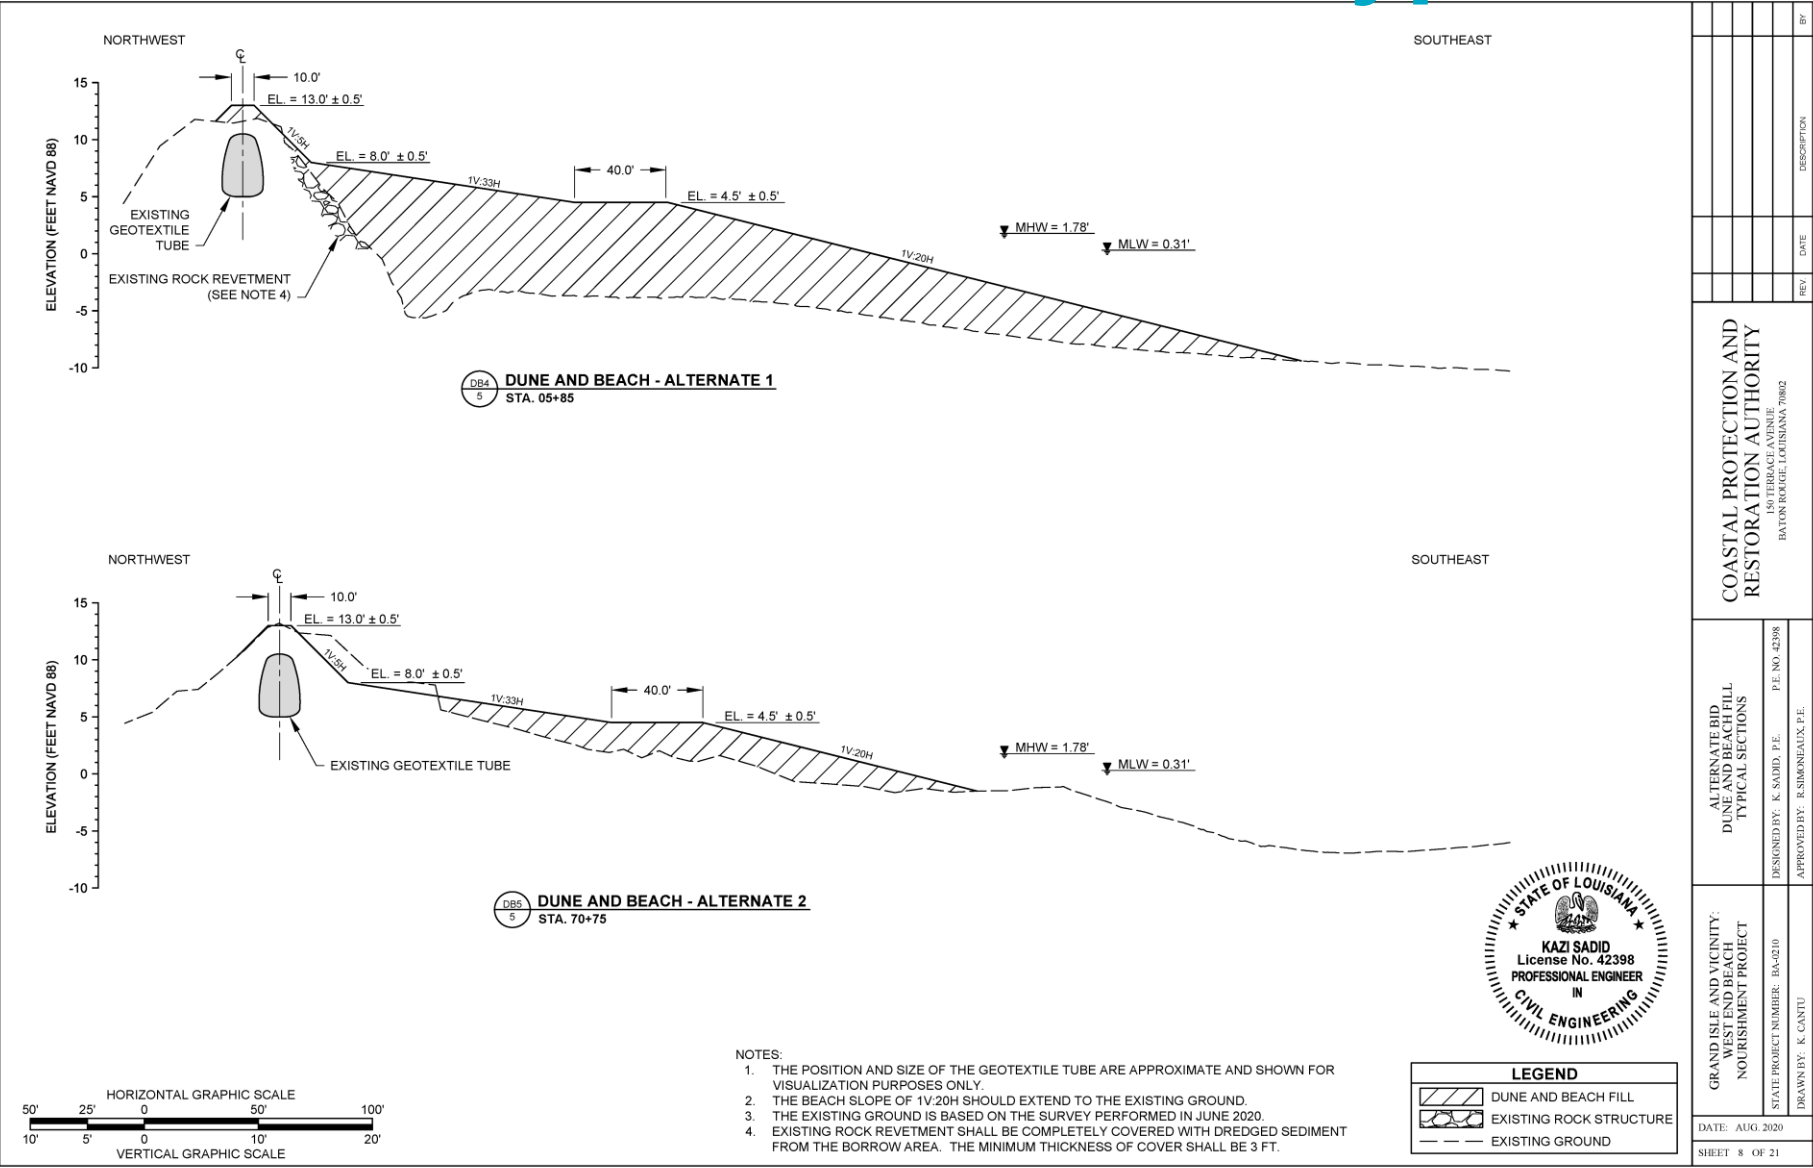 NORTHWEST
SOUTHEAST
℄
10.0'
EL. = 13.0' ± 0.5'
1V:5H
EL. = 8.0' ± 0.5'
1V:33H
40.0'
EL. = 4.5' ± 0.5'
1V:20H
MHW = 1.78'
MLW = 0.31'
ELEVATION (FEET NAVD 88)
15
10
5
0
-5
-10
EXISTING
GEOTEXTILE
TUBE
EXISTING ROCK REVETMENT
(SEE NOTE 4)
DB4
5
DUNE AND BEACH - ALTERNATE 1
STA. 05+85
NORTHWEST
SOUTHEAST
℄
10.0'
EL. = 13.0' ± 0.5'
1V:5H
EL. = 8.0' ± 0.5'
1V:33H
40.0'
EL. = 4.5' ± 0.5'
1V:20H
MHW = 1.78'
MLW = 0.31'
ELEVATION (FEET NAVD 88)
15
10
5
0
-5
-10
EXISTING GEOTEXTILE TUBE
DB5
5
DUNE AND BEACH - ALTERNATE 2
STA. 70+75
HORIZONTAL GRAPHIC SCALE
50' 25' 0 50' 100'
10' 5' 0 10' 20'
VERTICAL GRAPHIC SCALE
NOTES:
1. THE POSITION AND SIZE OF THE GEOTEXTILE TUBE ARE APPROXIMATE AND SHOWN FOR
VISUALIZATION PURPOSES ONLY.
2. THE BEACH SLOPE OF 1V:20H SHOULD EXTEND TO THE EXISTING GROUND.
3. THE EXISTING GROUND IS BASED ON THE SURVEY PERFORMED IN JUNE 2020.
4. EXISTING ROCK REVETMENT SHALL BE COMPLETELY COVERED WITH DREDGED SEDIMENT
FROM THE BORROW AREA. THE MINIMUM THICKNESS OF COVER SHALL BE 3 FT.
STATE OF LOUISIANA
KAZI SADID
License No. 42398
PROFESSIONAL ENGINEER
IN
CIVIL ENGINEERING
LEGEND
DUNE AND BEACH FILL
EXISTING ROCK STRUCTURE
EXISTING GROUND
REV.
DATE
DESCRIPTION
BY
COASTAL PROTECTION AND
RESTORATION AUTHORITY
150 TERRACE AVENUE
BATON ROUGE, LOUISIANA 70802
ALTERNATE BID
DUNE AND BEACH FILL
TYPICAL SECTIONS
DESIGNED BY: K. SADID, P.E. P.E. NO. 42398
APPROVED BY: R.SIMONEAUX, P.E.
GRAND ISLE AND VICINITY:
WEST END BEACH
NOURISHMENT PROJECT
STATE PROJECT NUMBER: BA-0210
DRAWN BY: K. CANTU
DATE: AUG. 2020
SHEET 8 OF 21